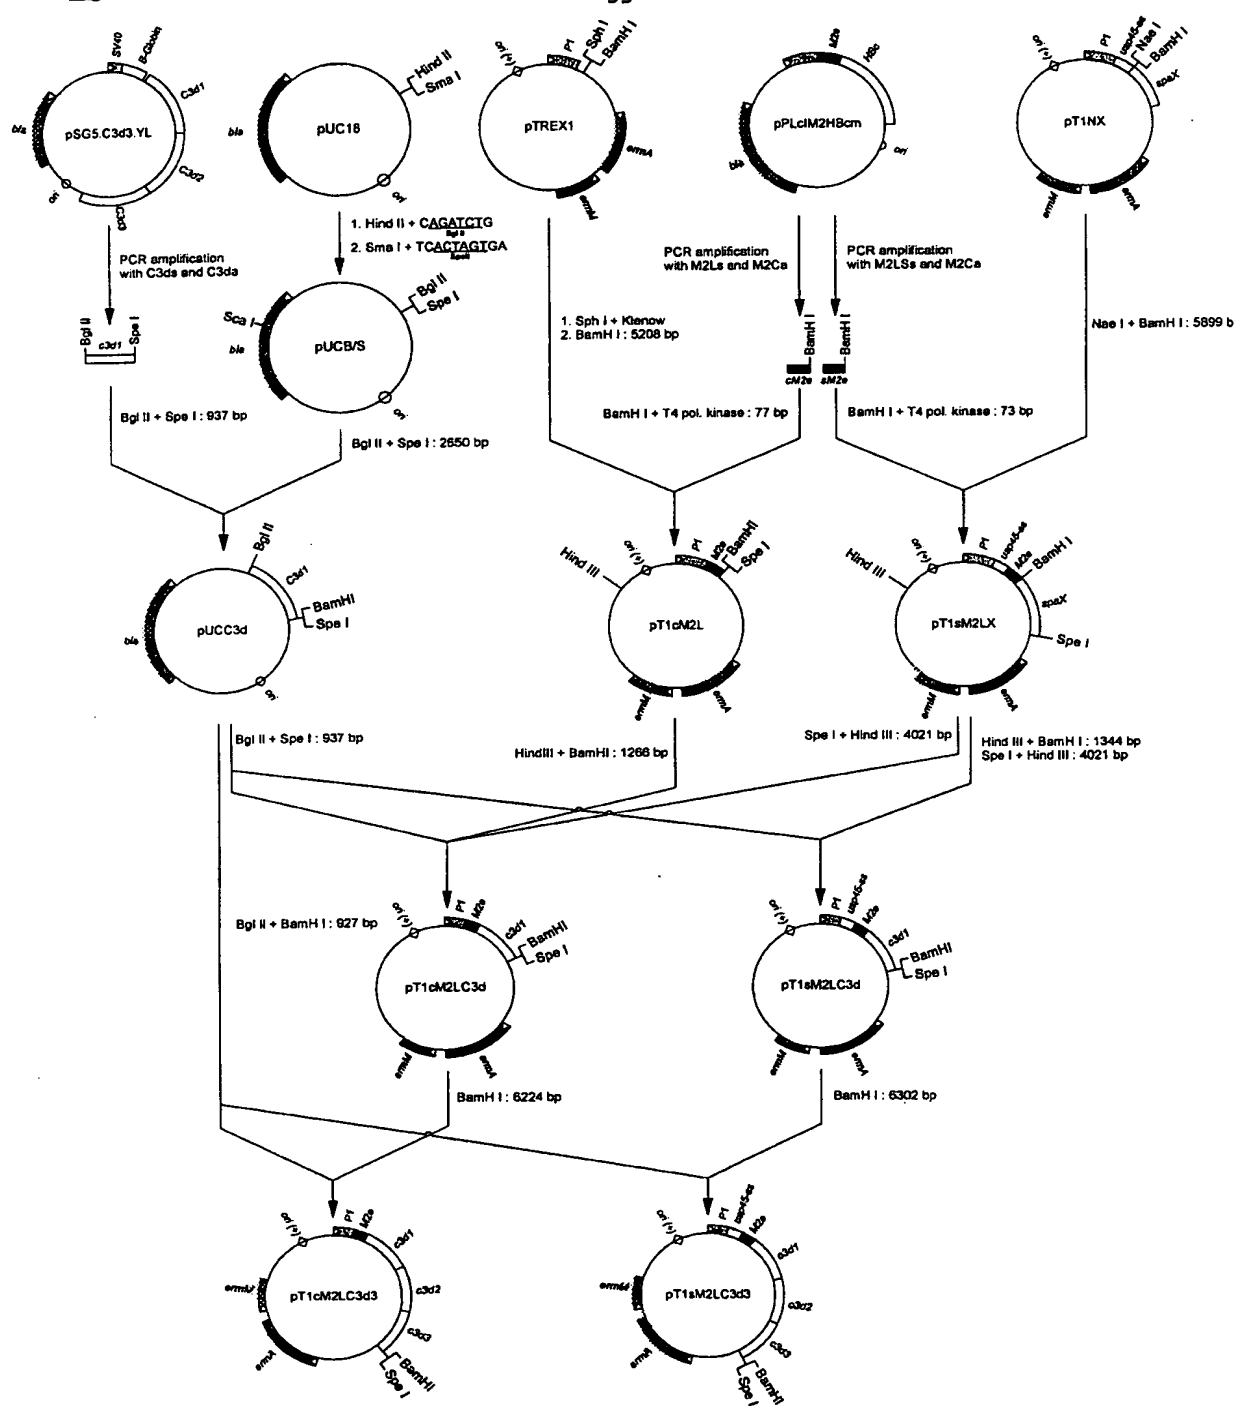 SV40
B-Globin
C3d1
C3d2
C3d3
ori
bla
pSG5.C3d3.YL
bla
pUC18
Hind II
Sma I
ori
ori (+)
P1
Sph I
BamH I
pTREX1
ermA
ermM
M2e
HBc
pPLcIM2HBcm
ori
bla
ori (+)
P1
usp45-ss
Nae I
BamH I
spaX
pT1NX
ermM
ermA
PCR amplification
with C3ds and C3da
1. Hind II + CAGATCTG
Bgl II
2. Sma I + TCACTAGTGA
SpeI
PCR amplification
with M2Ls and M2Ca
PCR amplification
with M2LSs and M2Ca
Bgl II
Spe I
c3d1
Sca I
bla
Bgl II
Spe I
pUCB/S
ori
1. Sph I + Klenow
2. BamH I : 5208 bp
BamH I
cM2e
BamH I
sM2e
Nae I + BamH I : 5899 b
Bgl II + Spe I : 937 bp
Bgl II + Spe I : 2650 bp
BamH I + T4 pol. kinase : 77 bp
BamH I + T4 pol. kinase : 73 bp
Bgl II
C3d1
BamHI
Spe I
bla
pUCC3d
ori
Hind III
ori (+)
P1
M2e
BamHI
Spe I
pT1cM2L
ermM
ermA
Hind III
ori (+)
P1
usp45-ss
M2e
BamH I
spaX
Spe I
pT1sM2LX
ermM
ermA
Bgl II + Spe I : 937 bp
HindIII + BamHI : 1266 bp
Spe I + Hind III : 4021 bp
Hind III + BamH I : 1344 bp
Spe I + Hind III : 4021 bp
Bgl II + BamH I : 927 bp
ori (+)
P1
M2e
c3d1
BamHI
Spe I
pT1cM2LC3d
ermM
ermA
ori (+)
P1
usp45-ss
M2e
c3d1
BamHI
Spe I
pT1sM2LC3d
ermM
ermA
BamH I : 6224 bp
BamH I : 6302 bp
ori (+)
P1
M2e
c3d1
c3d2
c3d3
BamHI
Spe I
ermM
ermA
pT1cM2LC3d3
ori (+)
P1
usp45-ss
M2e
c3d1
c3d2
c3d3
BamHI
Spe I
ermM
ermA
pT1sM2LC3d3